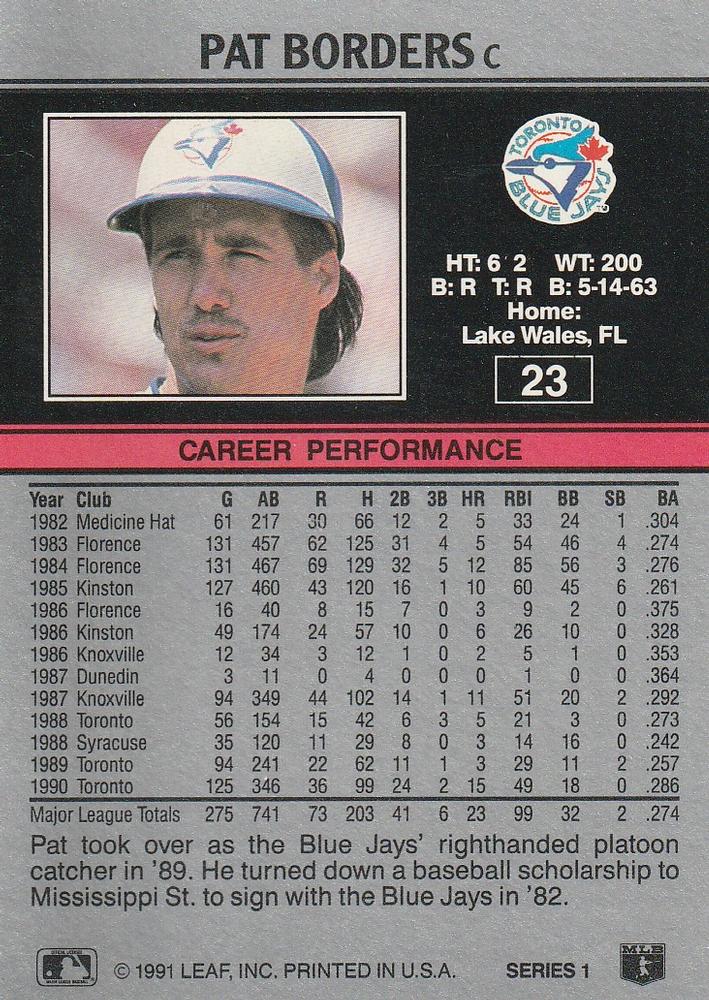 PAT BORDERS C
TORONTO
BLUE JAYS
HT: 6' 2 WT: 200
B: R T: R B: 5-14-63
Home:
Lake Wales, FL
23
CAREER PERFORMANCE
Year Club G AB R H 2B 3B HR RBI BB SB BA
1982 Medicine Hat 61 217 30 66 12 2 5 33 24 1 .304
1983 Florence 131 457 62 125 31 4 5 54 46 4 .274
1984 Florence 131 467 69 129 32 5 12 85 56 3 .276
1985 Kinston 127 460 43 120 16 1 10 60 45 6 .261
1986 Florence 16 40 8 15 7 0 3 9 2 0 .375
1986 Kinston 49 174 24 57 10 0 6 26 10 0 .328
1986 Knoxville 12 34 3 12 1 0 2 5 1 0 .353
1987 Dunedin 3 11 0 4 0 0 0 1 0 0 .364
1987 Knoxville 94 349 44 102 14 1 11 51 20 2 .292
1988 Toronto 56 154 15 42 6 3 5 21 3 0 .273
1988 Syracuse 35 120 11 29 8 0 3 14 16 0 .242
1989 Toronto 94 241 22 62 11 1 3 29 11 2 .257
1990 Toronto 125 346 36 99 24 2 15 49 18 0 .286
Major League Totals 275 741 73 203 41 6 23 99 32 2 .274
Pat took over as the Blue Jays' righthanded platoon
catcher in '89. He turned down a baseball scholarship to
Mississippi St. to sign with the Blue Jays in '82.
© 1991 LEAF, INC. PRINTED IN U.S.A. SERIES 1
MLB